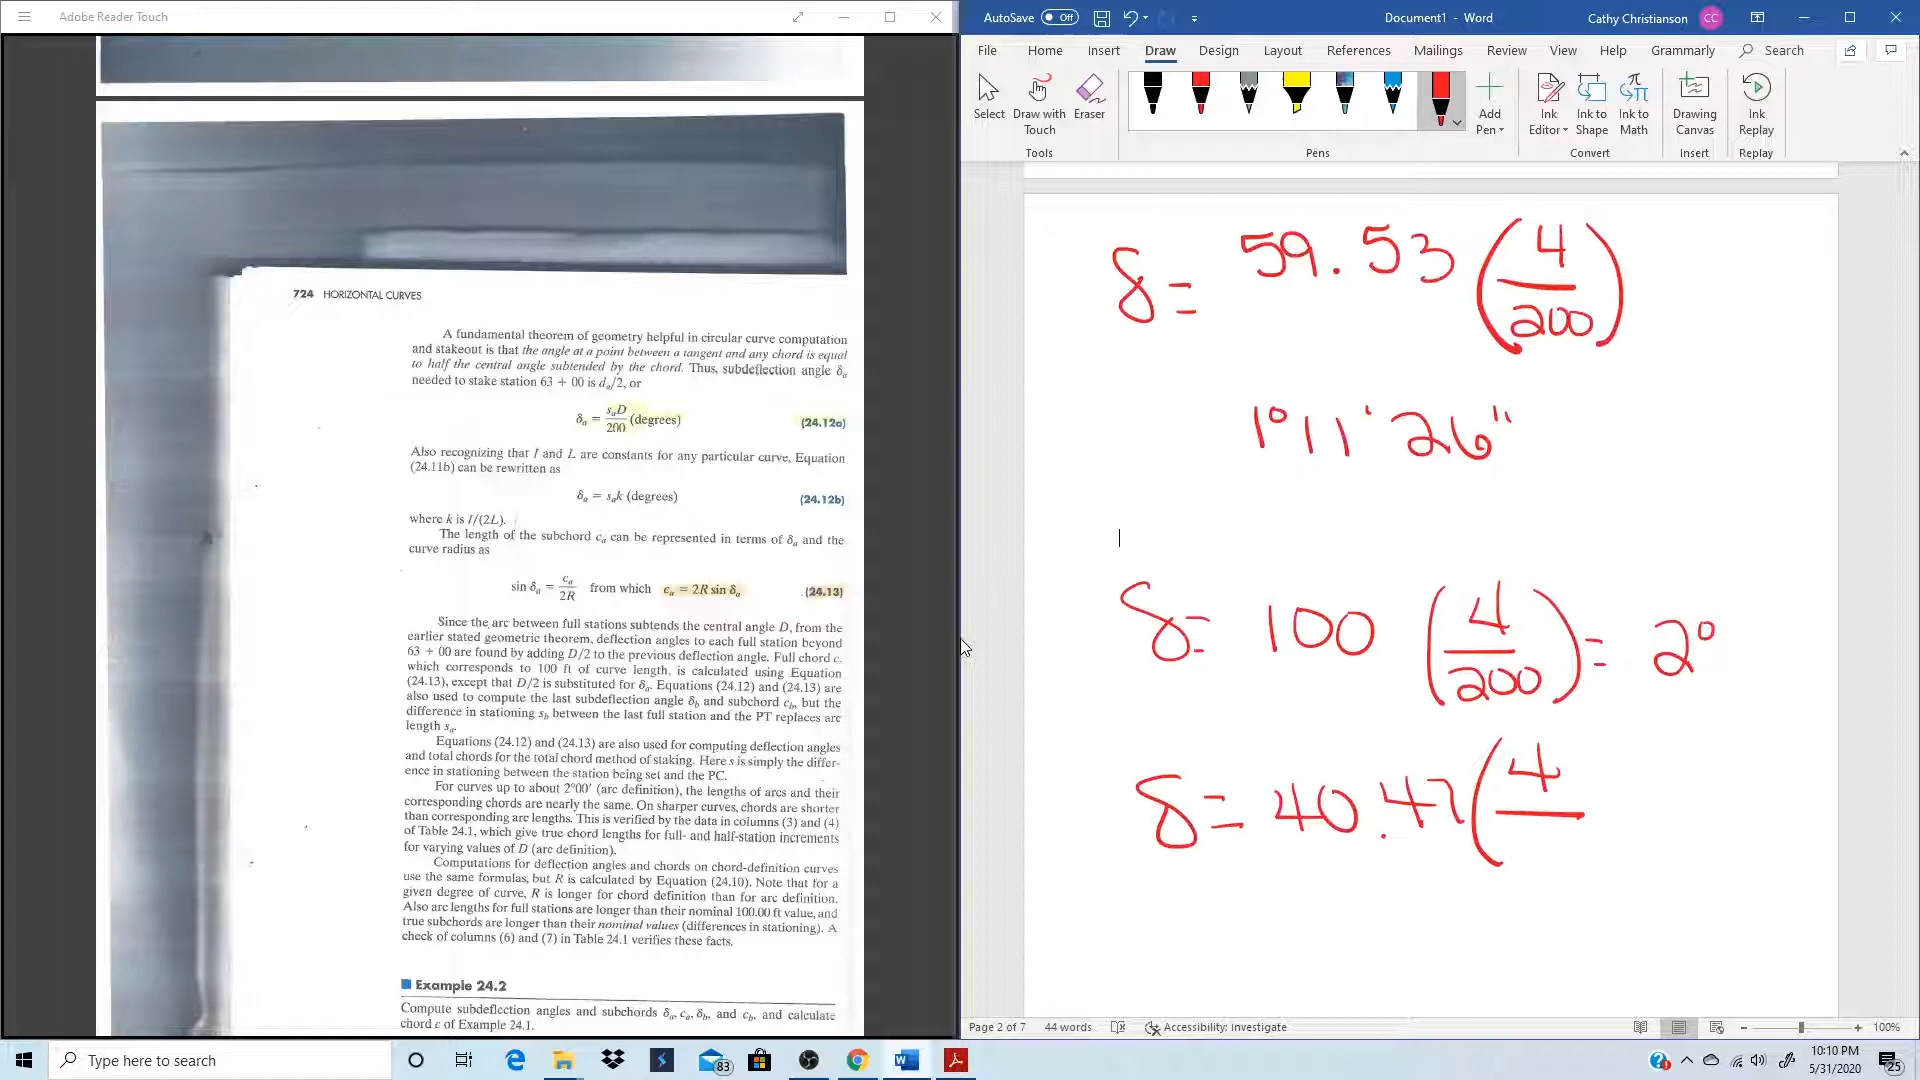 Adobe Reader Touch
724 HORIZONTAL CURVES
A fundamental theorem of geometry helpful in circular curve computation
and stakeout is that the angle at a point between a tangent and any chord is equal
to half the central angle subtended by the chord. Thus, subdeflection angle δa
needed to stake station 63 + 00 is da/2, or
δa = saD/200 (degrees) (24.12a)
Also recognizing that I and L are constants for any particular curve, Equation
(24.11b) can be rewritten as
δa = sak (degrees) (24.12b)
where k is I/(2L).
The length of the subchord ca can be represented in terms of δa and the
curve radius as
sin δa = ca/2R from which ca = 2R sin δa (24.13)
Since the arc between full stations subtends the central angle D, from the
earlier stated geometric theorem, deflection angles to each full station beyond
63 + 00 are found by adding D/2 to the previous deflection angle. Full chord c,
which corresponds to 100 ft of curve length, is calculated using Equation
(24.13), except that D/2 is substituted for δa. Equations (24.12) and (24.13) are
also used to compute the last subdeflection angle δb and subchord cb, but the
difference in stationing sb between the last full station and the PT replaces arc
length sa.
Equations (24.12) and (24.13) are also used for computing deflection angles
and total chords for the total chord method of staking. Here s is simply the differ-
ence in stationing between the station being set and the PC.
For curves up to about 2°00′ (arc definition), the lengths of arcs and their
corresponding chords are nearly the same. On sharper curves, chords are shorter
than corresponding arc lengths. This is verified by the data in columns (3) and (4)
of Table 24.1, which give true chord lengths for full- and half-station increments
for varying values of D (arc definition).
Computations for deflection angles and chords on chord-definition curves
use the same formulas, but R is calculated by Equation (24.10). Note that for a
given degree of curve, R is longer for chord definition than for arc definition.
Also arc lengths for full stations are longer than their nominal 100.00 ft value, and
true subchords are longer than their nominal values (differences in stationing). A
check of columns (6) and (7) in Table 24.1 verifies these facts.
Example 24.2
Compute subdeflection angles and subchords δa, ca, δb, and cb, and calculate
chord c of Example 24.1.
AutoSave Off Document1 - Word Cathy Christianson CC
File Home Insert Draw Design Layout References Mailings Review View Help Grammarly Search
Select Draw with Touch Eraser Add Pen Ink Editor Ink to Shape Ink to Math Drawing Canvas Ink Replay
Tools Pens Convert Insert Replay
δ = 59.53 (4/200)
1°11'26"
δ = 100 (4/200) = 2°
δ = 40.47 (4
Page 2 of 7 44 words Accessibility: Investigate 100%
Type here to search 83 10:10 PM
5/31/2020 25